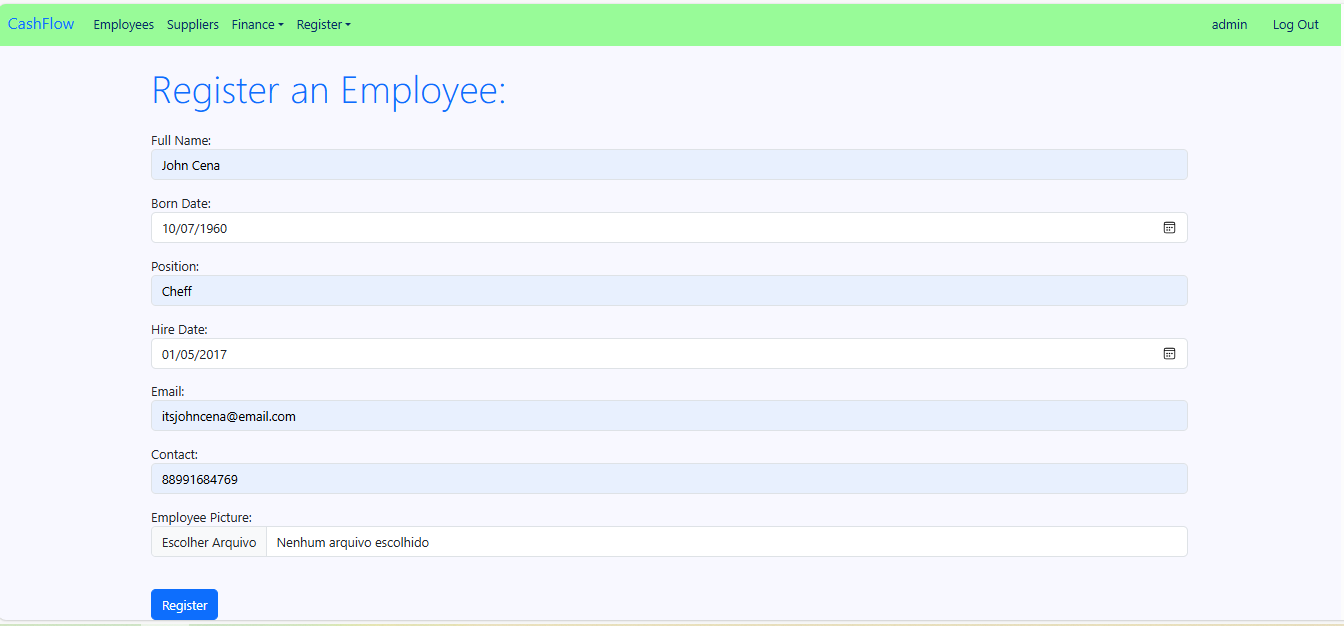 CashFlow Employees Suppliers Finance Register admin Log Out
Register an Employee:
Full Name:
John Cena
Born Date:
10/07/1960
Position:
Cheff
Hire Date:
01/05/2017
Email:
itsjohncena@email.com
Contact:
88991684769
Employee Picture:
Escolher Arquivo Nenhum arquivo escolhido
Register